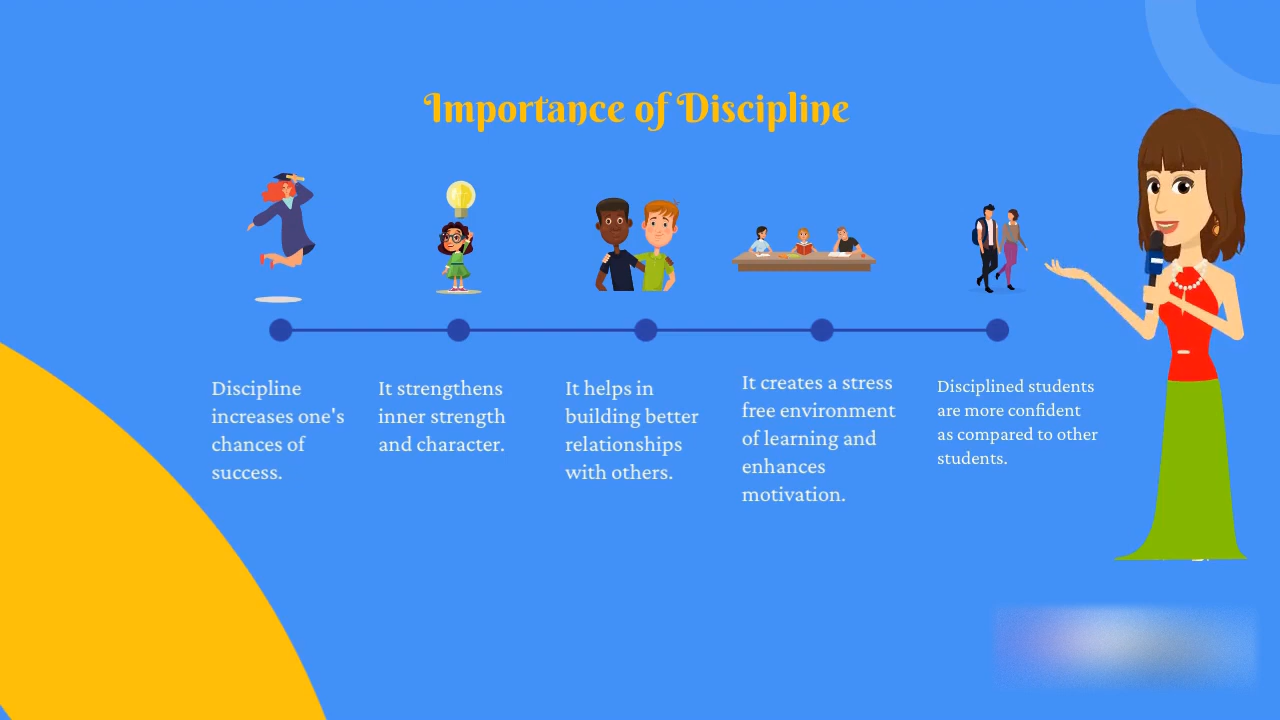 Importance of Discipline
Discipline
increases one's
chances of
success.
It strengthens
inner strength
and character.
It helps in
building better
relationships
with others.
It creates a stress
free environment
of learning and
enhances
motivation.
Disciplined students
are more confident
as compared to other
students.